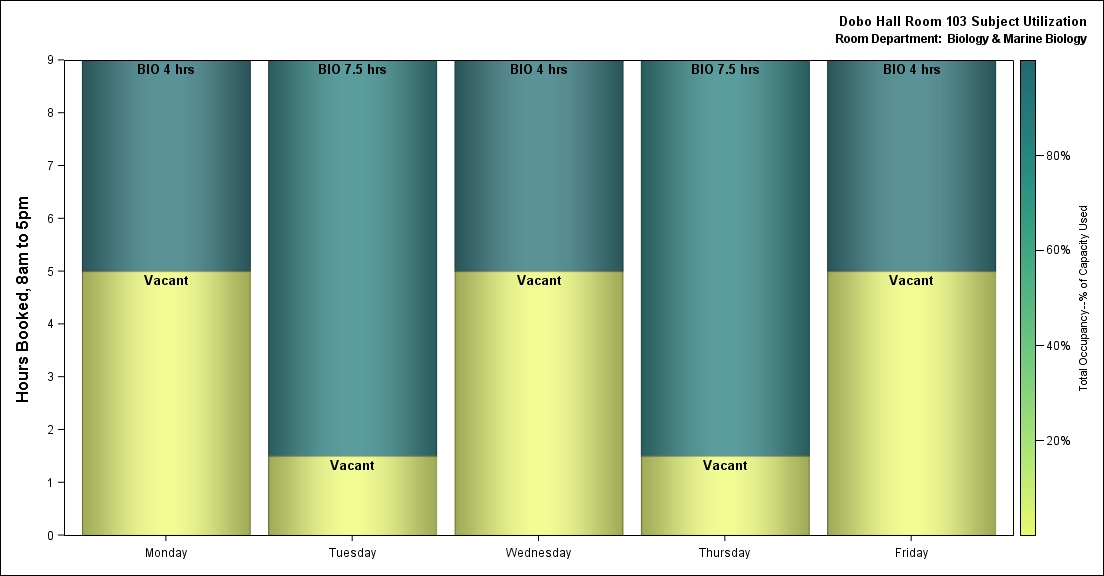 Dobo Hall Room 103 Subject Utilization
Room Department: Biology & Marine Biology
Hours Booked, 8am to 5pm
9
8
7
6
5
4
3
2
1
0
BIO 4 hrs
BIO 7.5 hrs
BIO 4 hrs
BIO 7.5 hrs
BIO 4 hrs
Vacant
Vacant
Vacant
Vacant
Vacant
Monday
Tuesday
Wednesday
Thursday
Friday
80%
60%
40%
20%
Total Occupancy--% of Capacity Used